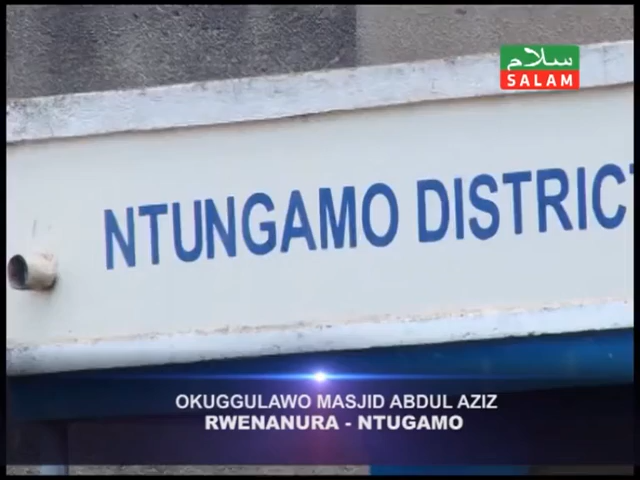 سلام
SALAM
NTUNGAMO DISTRICT
OKUGGULAWO MASJID ABDUL AZIZ
RWENANURA - NTUGAMO